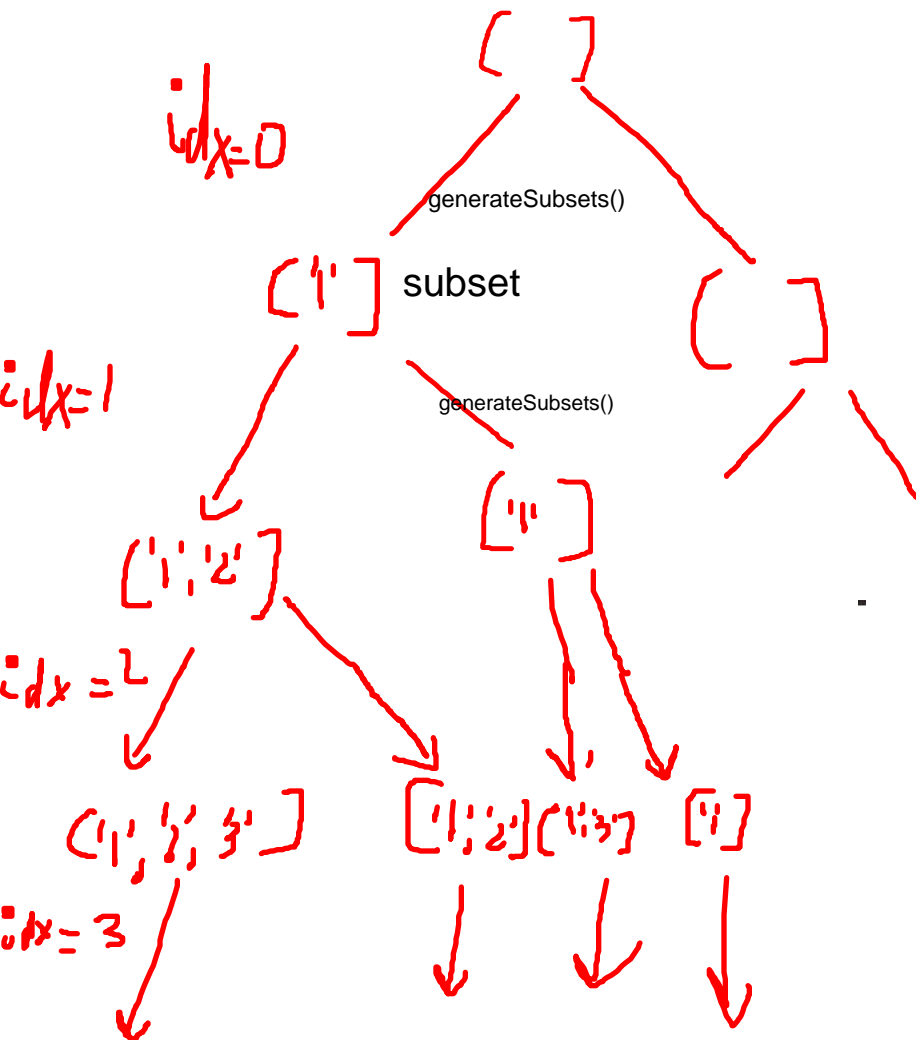 [ ]
idx=0
generateSubsets()
['1'] subset
[ ]
idx=1
generateSubsets()
['1']
['1','2']
idx=2
['1','2','3'] ['1','2'] ['1','3'] ['1']
idx=3